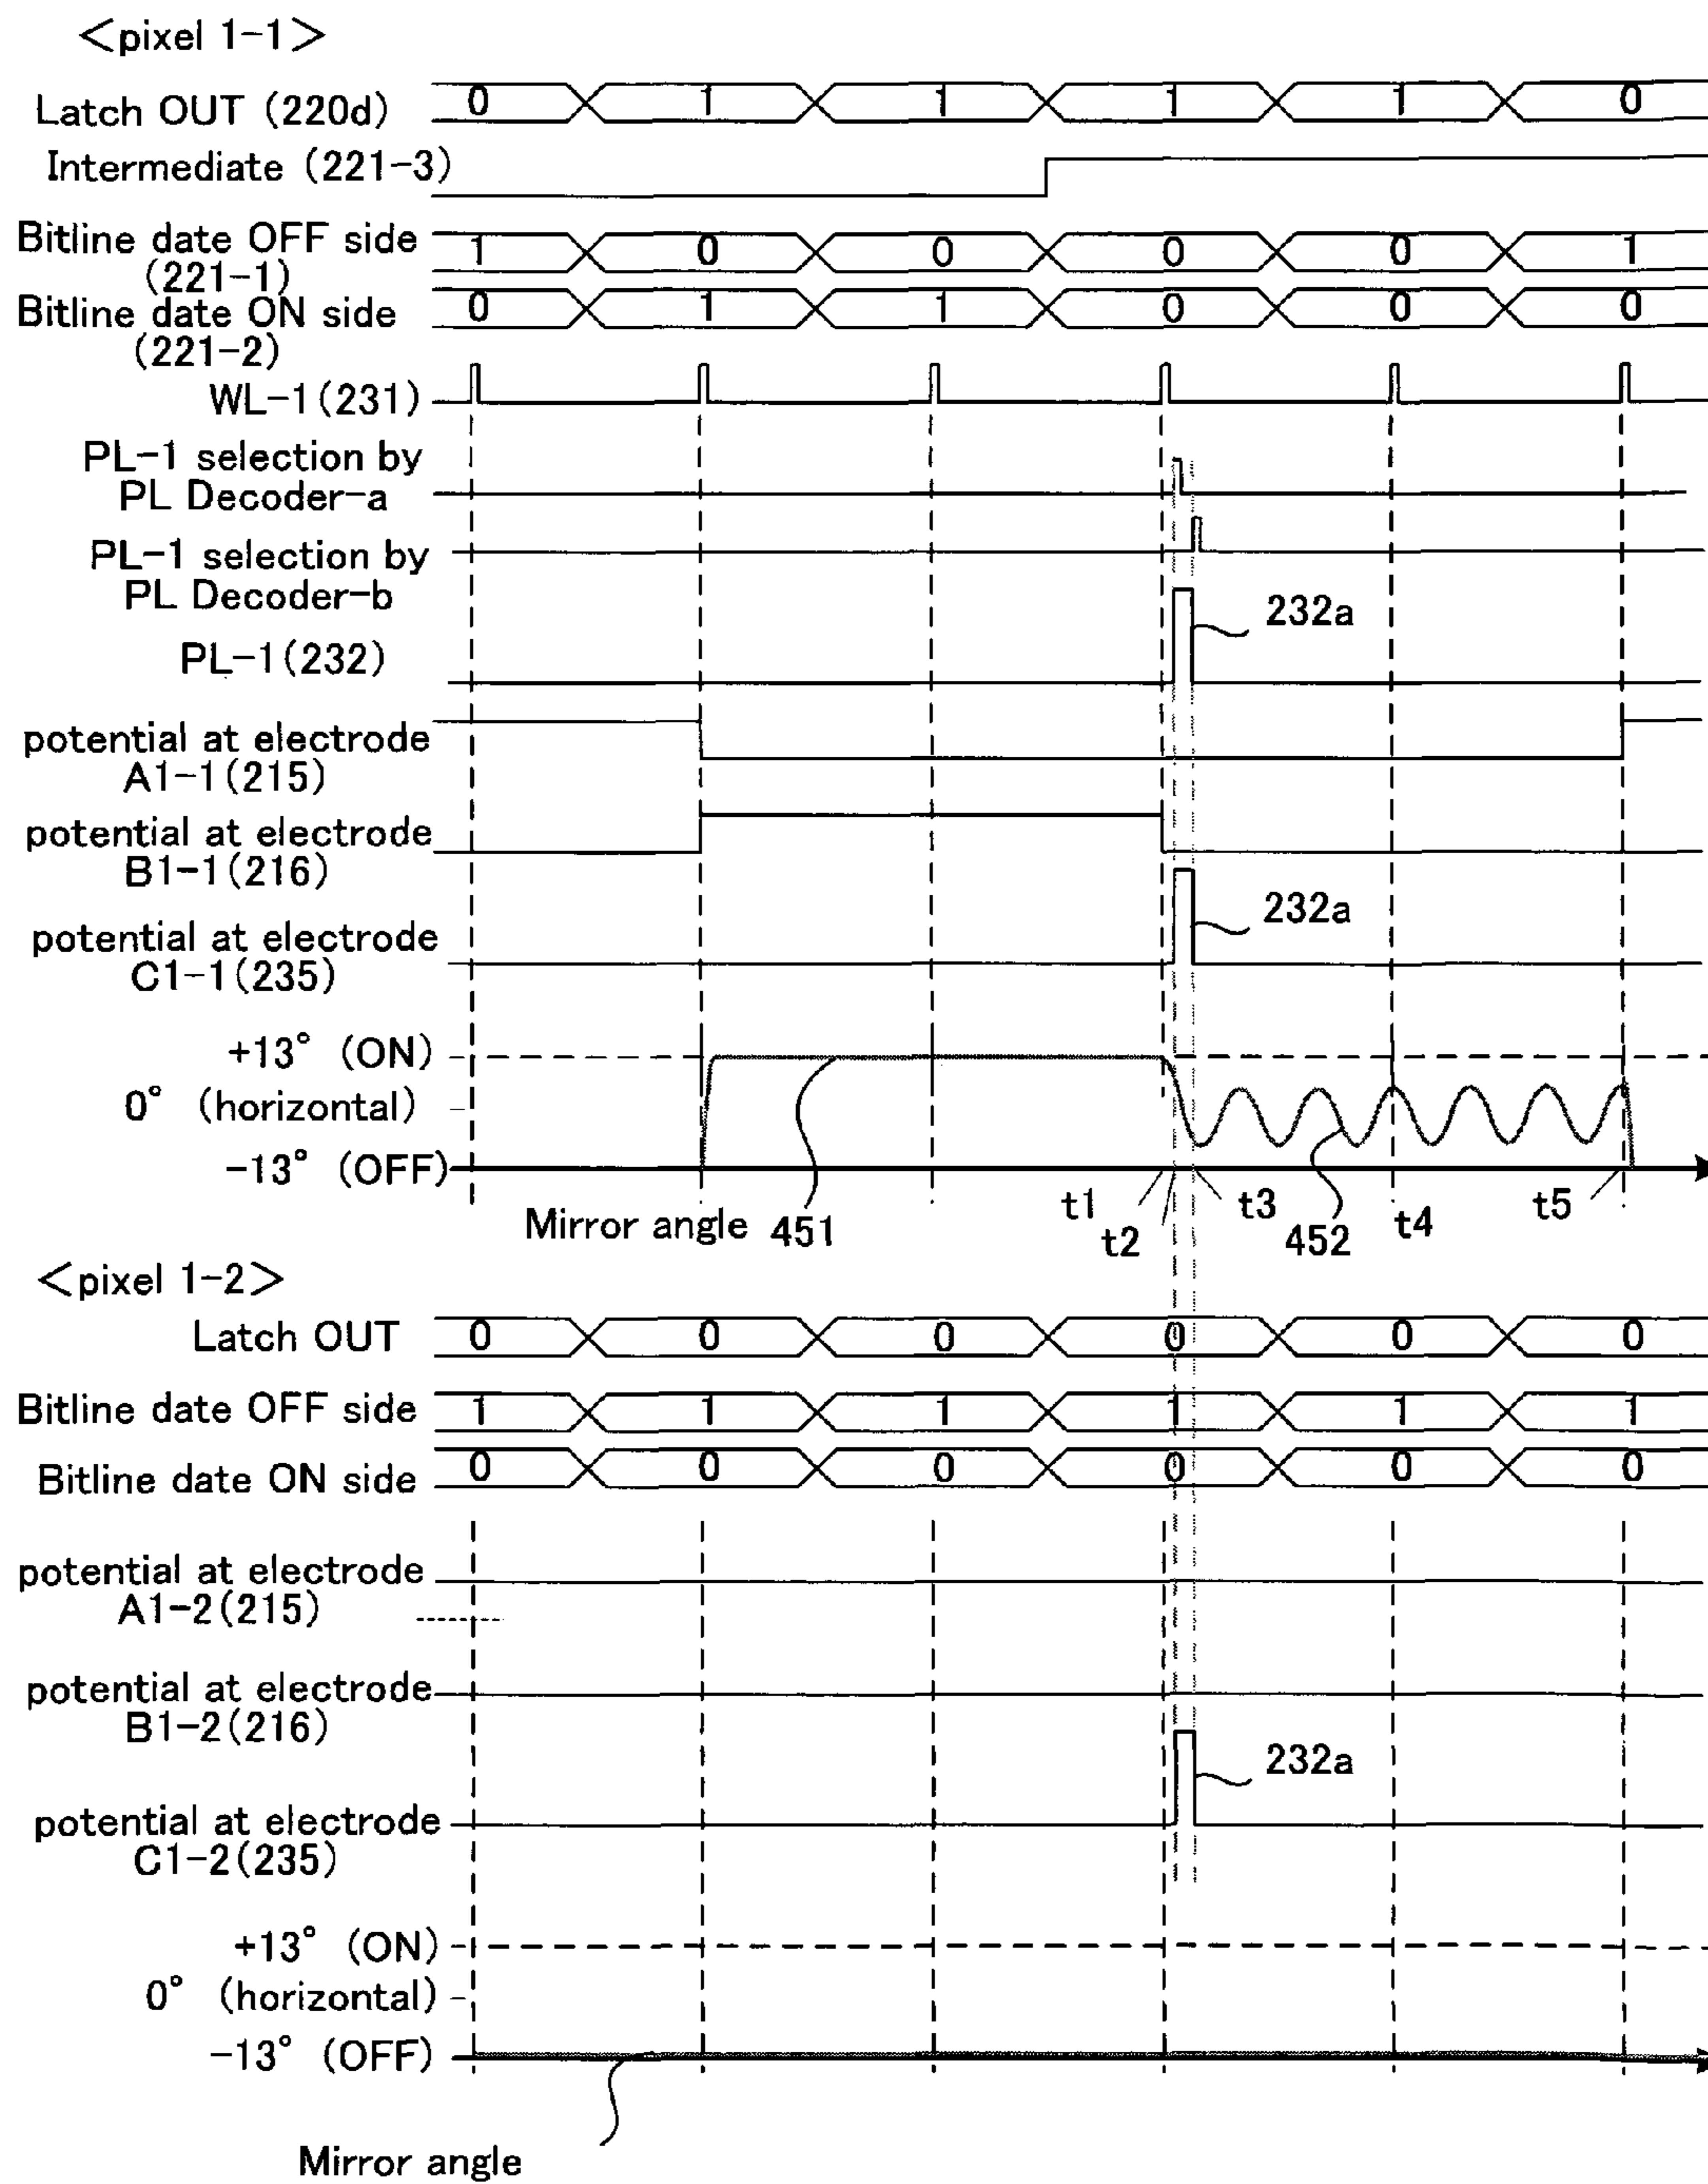 <pixel 1-1>
Latch OUT (220d) 0 1 1 1 1 0
Intermediate (221-3)
Bitline date OFF side 1 0 0 0 0 1
(221-1)
Bitline date ON side 0 1 1 0 0 0
(221-2)
WL-1(231)
PL-1 selection by
PL Decoder-a
PL-1 selection by
PL Decoder-b
232a
PL-1(232)
potential at electrode
A1-1(215)
potential at electrode
B1-1(216)
232a
potential at electrode
C1-1(235)
+13° (ON)
0° (horizontal)
-13° (OFF)
Mirror angle 451 t1 t2 t3 452 t4 t5
<pixel 1-2>
Latch OUT 0 0 0 0 0 0
Bitline date OFF side 1 1 1 1 1 1
Bitline date ON side 0 0 0 0 0 0
potential at electrode
A1-2(215)
potential at electrode
B1-2(216)
232a
potential at electrode
C1-2(235)
+13° (ON)
0° (horizontal)
-13° (OFF)
Mirror angle